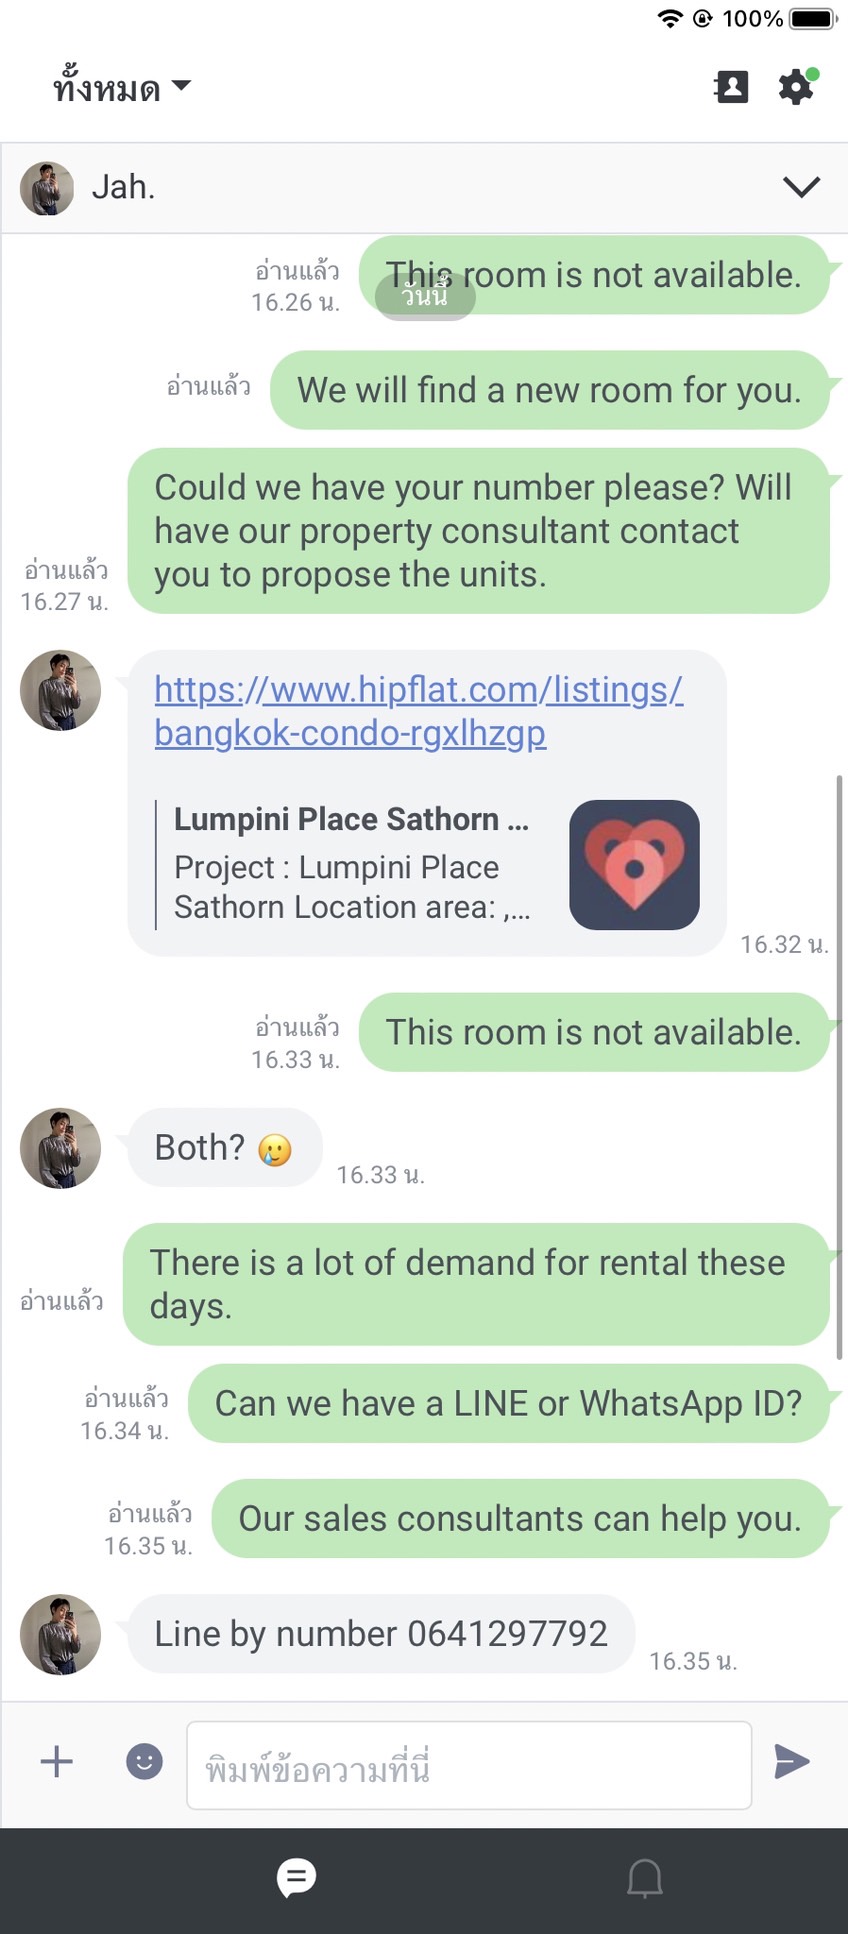 100%
ทั้งหมด
Jah.
This room is not available.
อ่านแล้ว
16.26 น.
วันนี้
We will find a new room for you.
อ่านแล้ว
Could we have your number please? Will
have our property consultant contact
you to propose the units.
อ่านแล้ว
16.27 น.
https://www.hipflat.com/listings/
bangkok-condo-rgxlhzgp
Lumpini Place Sathorn ...
Project : Lumpini Place
Sathorn Location area: ,...
16.32 น.
This room is not available.
อ่านแล้ว
16.33 น.
Both? 🥲
16.33 น.
There is a lot of demand for rental these
days.
อ่านแล้ว
Can we have a LINE or WhatsApp ID?
อ่านแล้ว
16.34 น.
Our sales consultants can help you.
อ่านแล้ว
16.35 น.
Line by number 0641297792
16.35 น.
พิมพ์ข้อความที่นี่